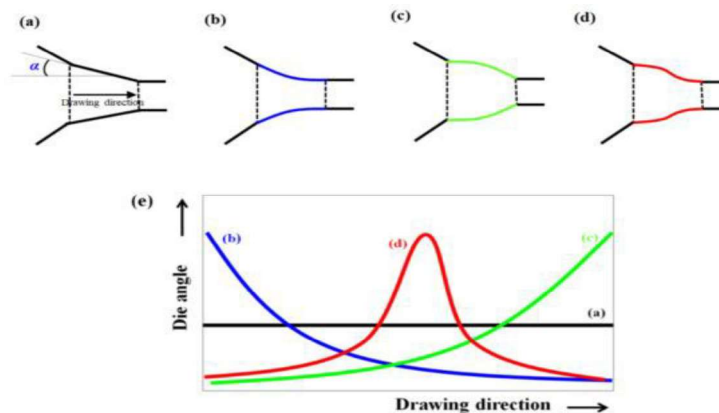 (a)
(b)
(c)
(d)
α
Drawing direction
(e)
Die angle
(b)
(d)
(c)
(a)
Drawing direction